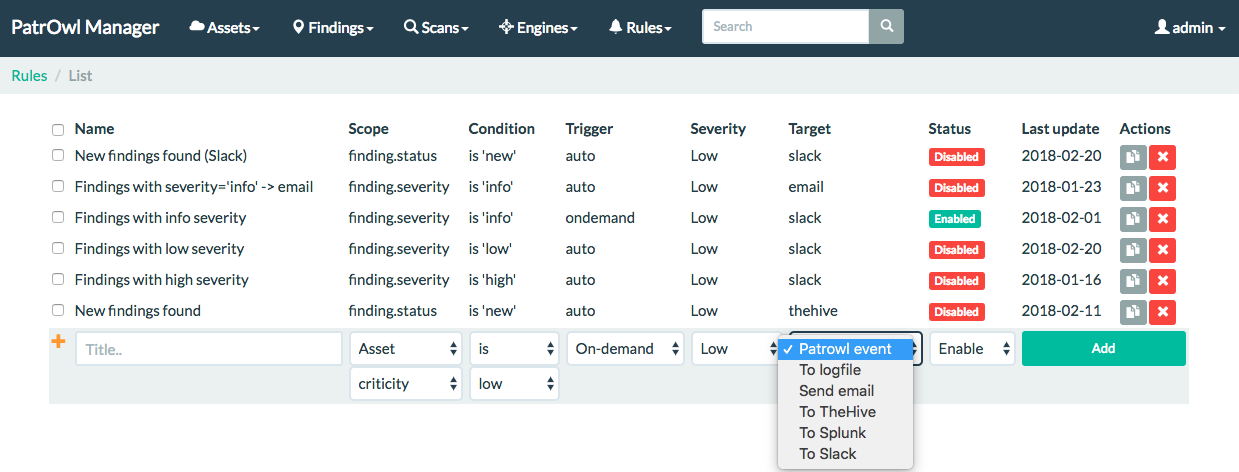 PatrOwl Manager Assets Findings Scans Engines Rules Search admin
Rules / List
Name Scope Condition Trigger Severity Target Status Last update Actions
New findings found (Slack) finding.status is 'new' auto Low slack Disabled 2018-02-20
Findings with severity='info' -> email finding.severity is 'info' auto Low email Disabled 2018-01-23
Findings with info severity finding.severity is 'info' ondemand Low slack Enabled 2018-02-01
Findings with low severity finding.severity is 'low' auto Low slack Disabled 2018-02-20
Findings with high severity finding.severity is 'high' auto Low slack Disabled 2018-01-16
New findings found finding.status is 'new' auto Low thehive Disabled 2018-02-11
Title.. Asset is On-demand Low ✓ Patrowl event Enable Add
To logfile
criticity low
Send email
To TheHive
To Splunk
To Slack